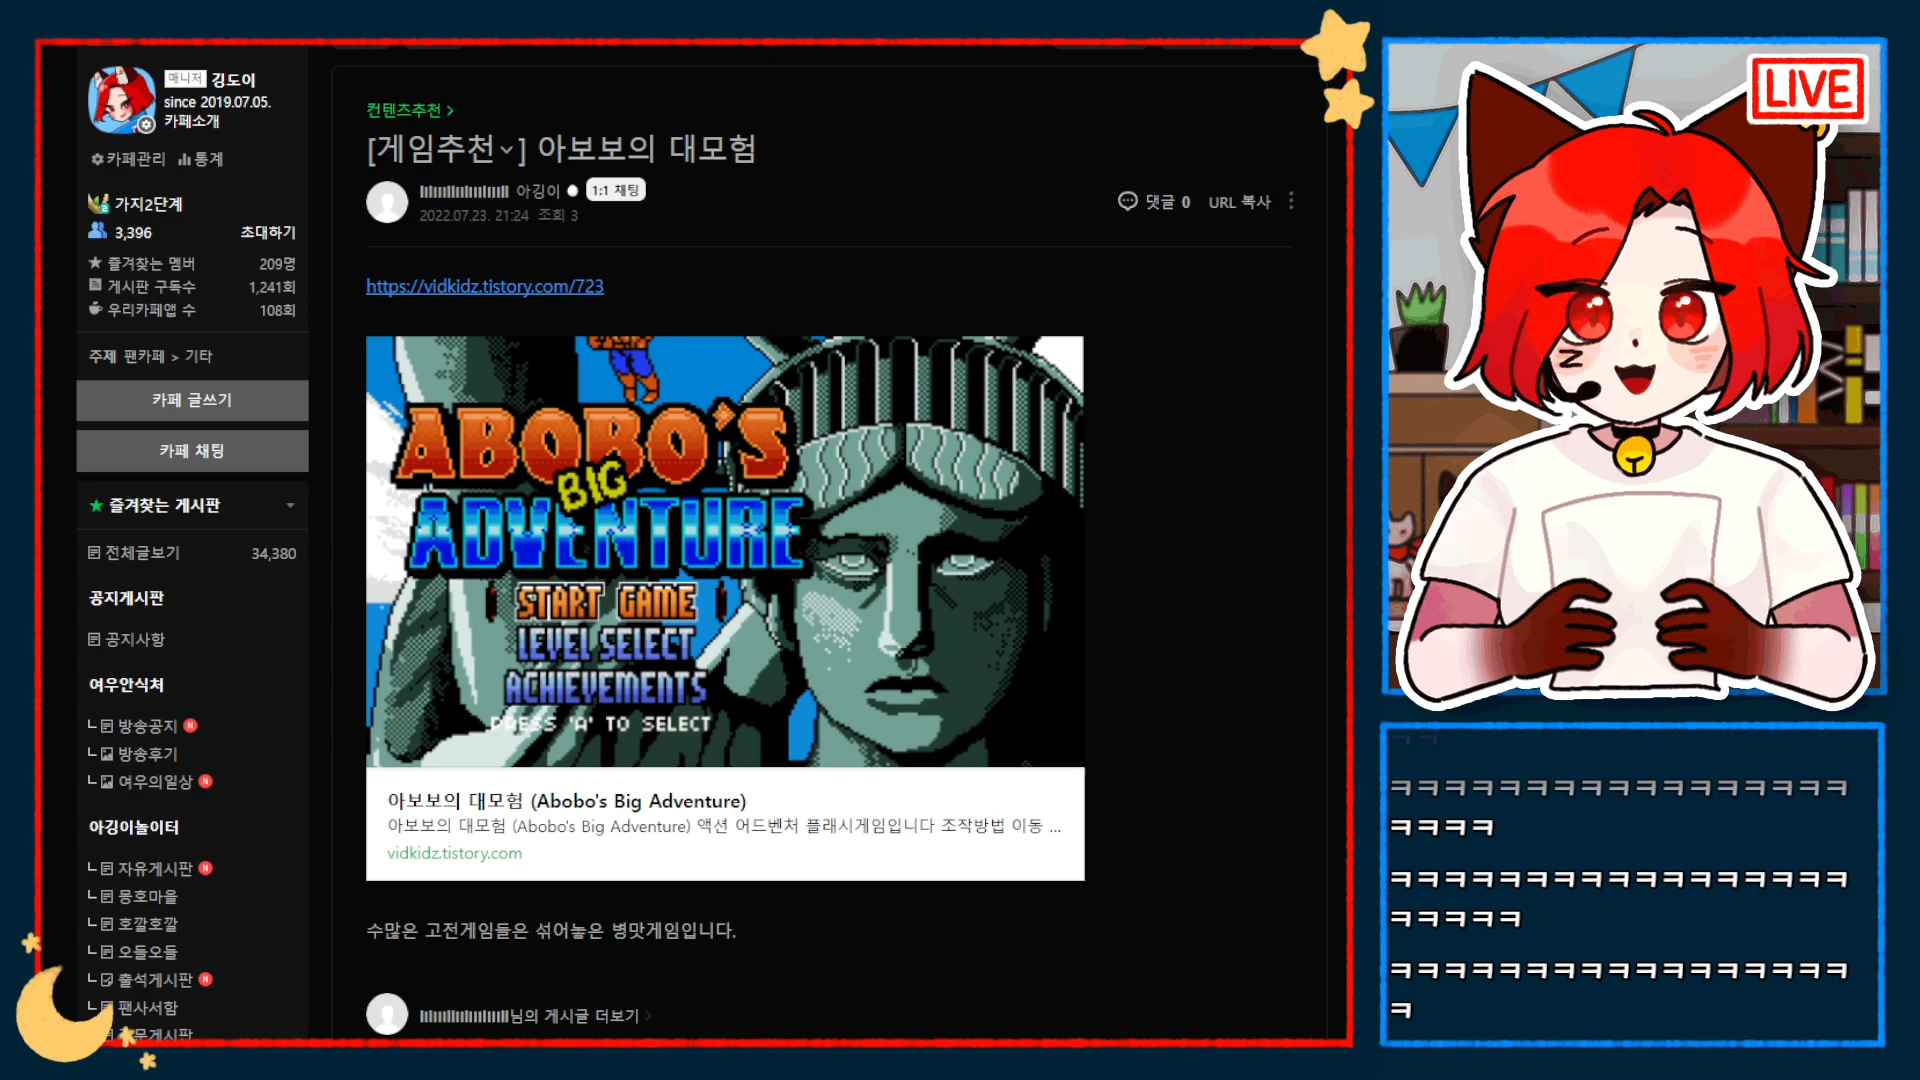 매니저 깅도이
since 2019.07.05.
카페소개
카페관리 통계
가지2단계
3,396 초대하기
즐겨찾는 멤버 209명
게시판 구독수 1,241회
우리카페앱 수 108회
주제 팬카페 > 기타
카페 글쓰기
카페 채팅
즐겨찾는 게시판
전체글보기 34,380
공지게시판
공지사항
여우안식처
방송공지 N
방송후기
여우의일상 N
아깅이놀이터
자유게시판 N
몽호마을
호깔호깔
오들오들
출석게시판 N
팬사서함
컨텐츠추천 >
[게임추천] 아보보의 대모험
아깅이 1:1 채팅
2022.07.23. 21:24 조회 3
댓글 0 URL 복사
https://vidkidz.tistory.com/723
ABOBO'S
BIG
ADVENTURE
START GAME
LEVEL SELECT
ACHIEVEMENTS
PRESS 'A' TO SELECT
아보보의 대모험 (Abobo's Big Adventure)
아보보의 대모험 (Abobo's Big Adventure) 액션 어드벤처 플래시게임입니다 조작방법 이동 ...
vidkidz.tistory.com
수많은 고전게임들은 섞어놓은 병맛게임입니다.
님의 게시글 더보기 >
LIVE
ㅋㅋㅋㅋㅋㅋㅋㅋㅋㅋㅋㅋㅋㅋㅋㅋㅋ
ㅋㅋㅋㅋ
ㅋㅋㅋㅋㅋㅋㅋㅋㅋㅋㅋㅋㅋㅋㅋㅋㅋ
ㅋㅋㅋㅋㅋ
ㅋㅋㅋㅋㅋㅋㅋㅋㅋㅋㅋㅋㅋㅋㅋㅋㅋ
ㅋ